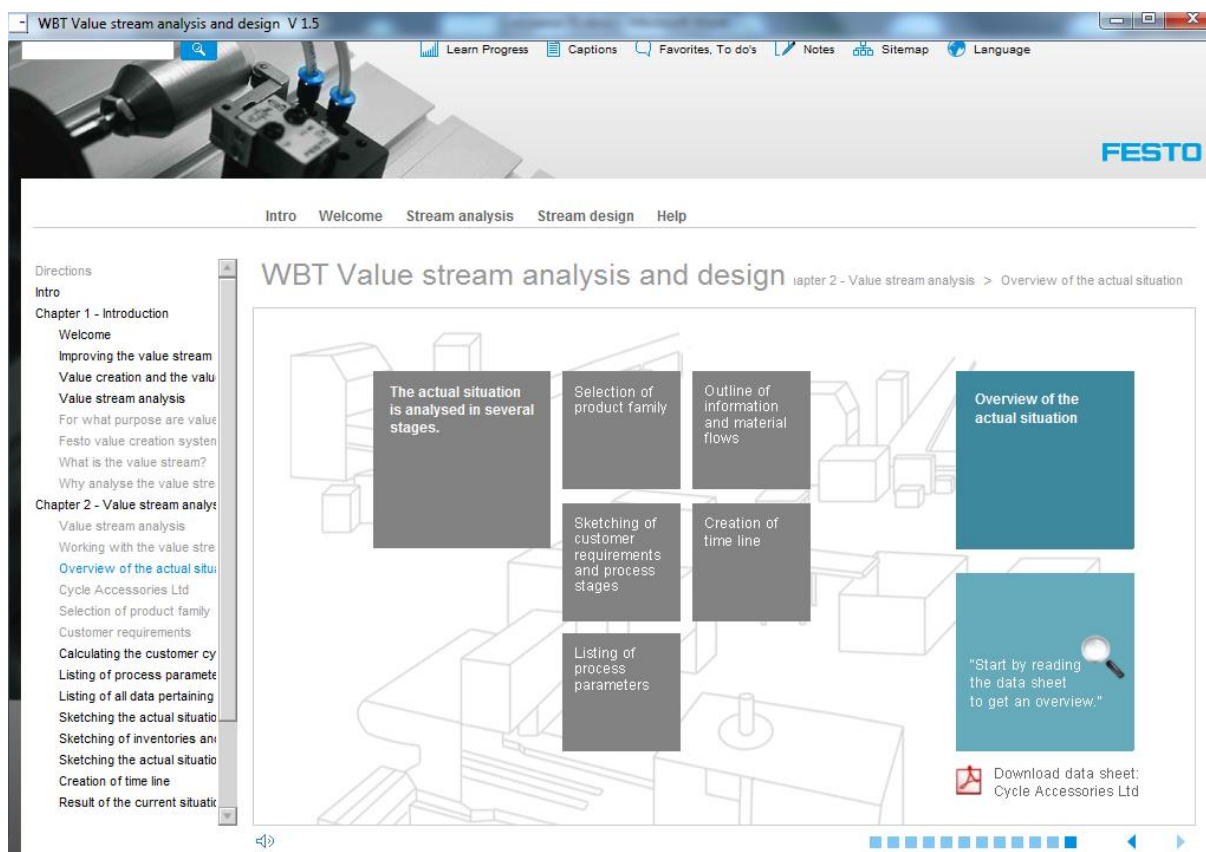 WBT Value stream analysis and design V 1.5
Learn Progress Captions Favorites, To do's Notes Sitemap Language
FESTO
Intro Welcome Stream analysis Stream design Help
Directions
Intro
Chapter 1 - Introduction
Welcome
Improving the value stream
Value creation and the valu
Value stream analysis
For what purpose are value
Festo value creation system
What is the value stream?
Why analyse the value stre
Chapter 2 - Value stream analys
Value stream analysis
Working with the value stre
Overview of the actual situa
Cycle Accessories Ltd
Selection of product family
Customer requirements
Calculating the customer cy
Listing of process paramete
Listing of all data pertaining
Sketching the actual situatio
Sketching of inventories and
Sketching the actual situatio
Creation of time line
Result of the current situatic
WBT Value stream analysis and design apter 2 - Value stream analysis > Overview of the actual situation
The actual situation
is analysed in several
stages.
Selection of
product family
Outline of
information
and material
flows
Sketching of
customer
requirements
and process
stages
Creation of
time line
Listing of
process
parameters
Overview of the
actual situation
"Start by reading
the data sheet
to get an overview."
Download data sheet:
Cycle Accessories Ltd